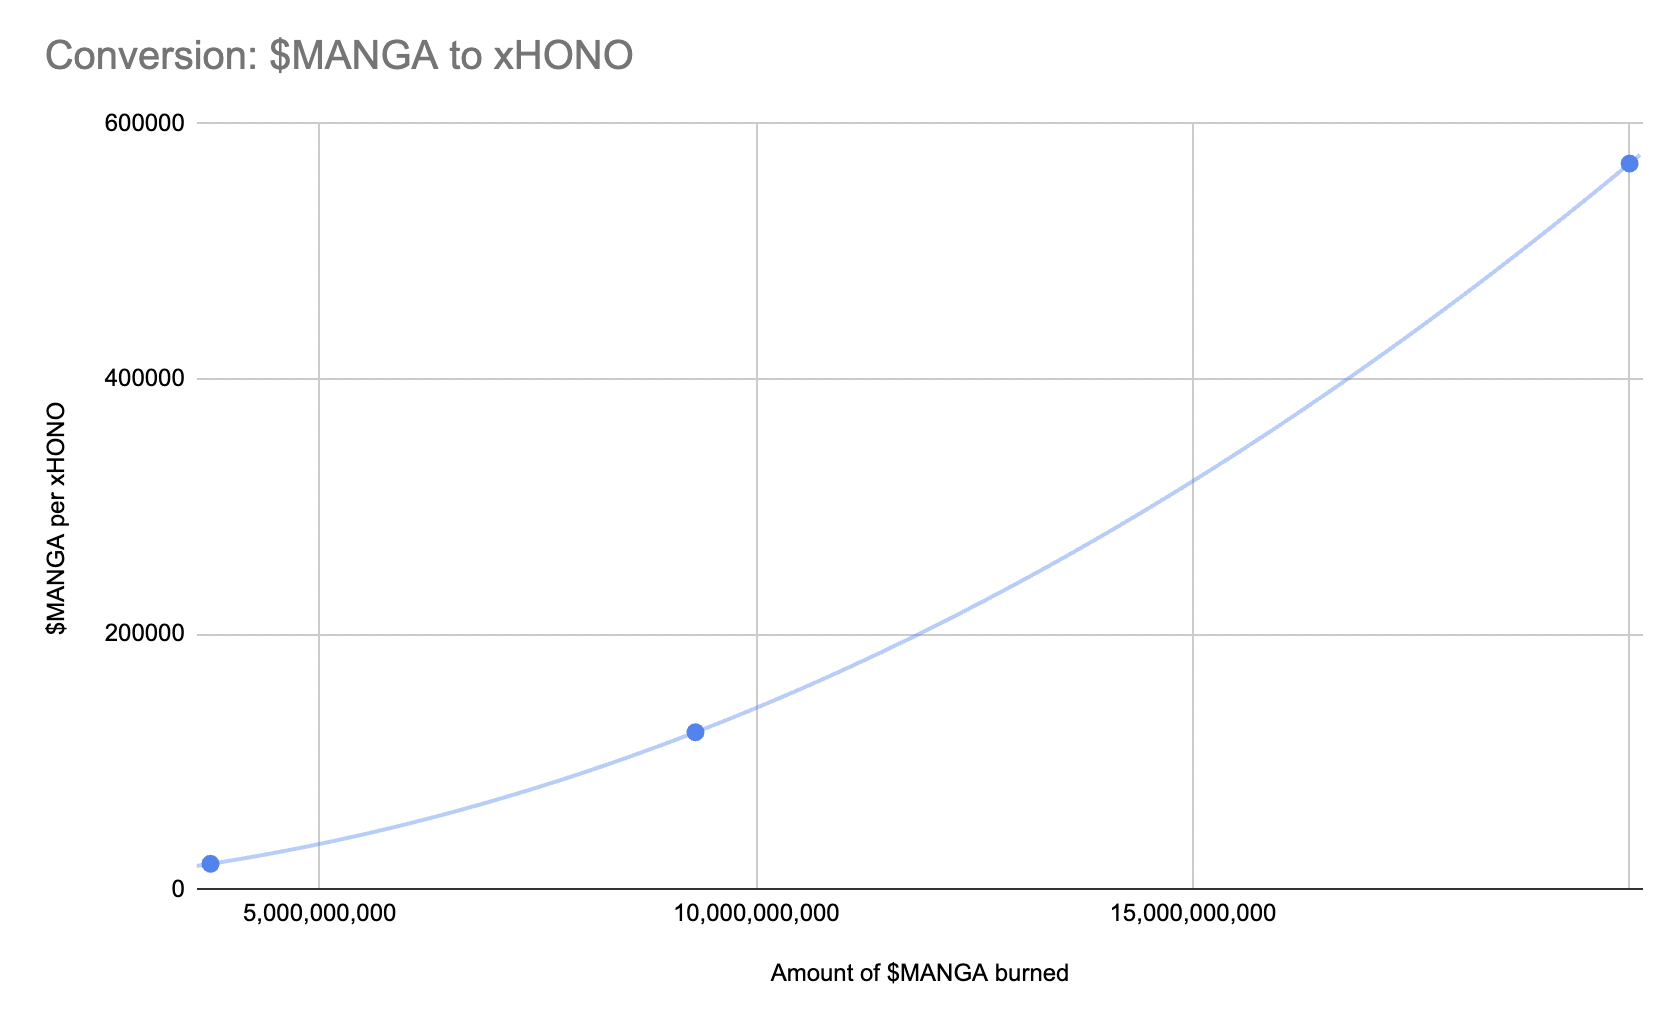 Conversion: $MANGA to xHONO
600000
400000
200000
0
$MANGA per xHONO
5,000,000,000
10,000,000,000
15,000,000,000
Amount of $MANGA burned